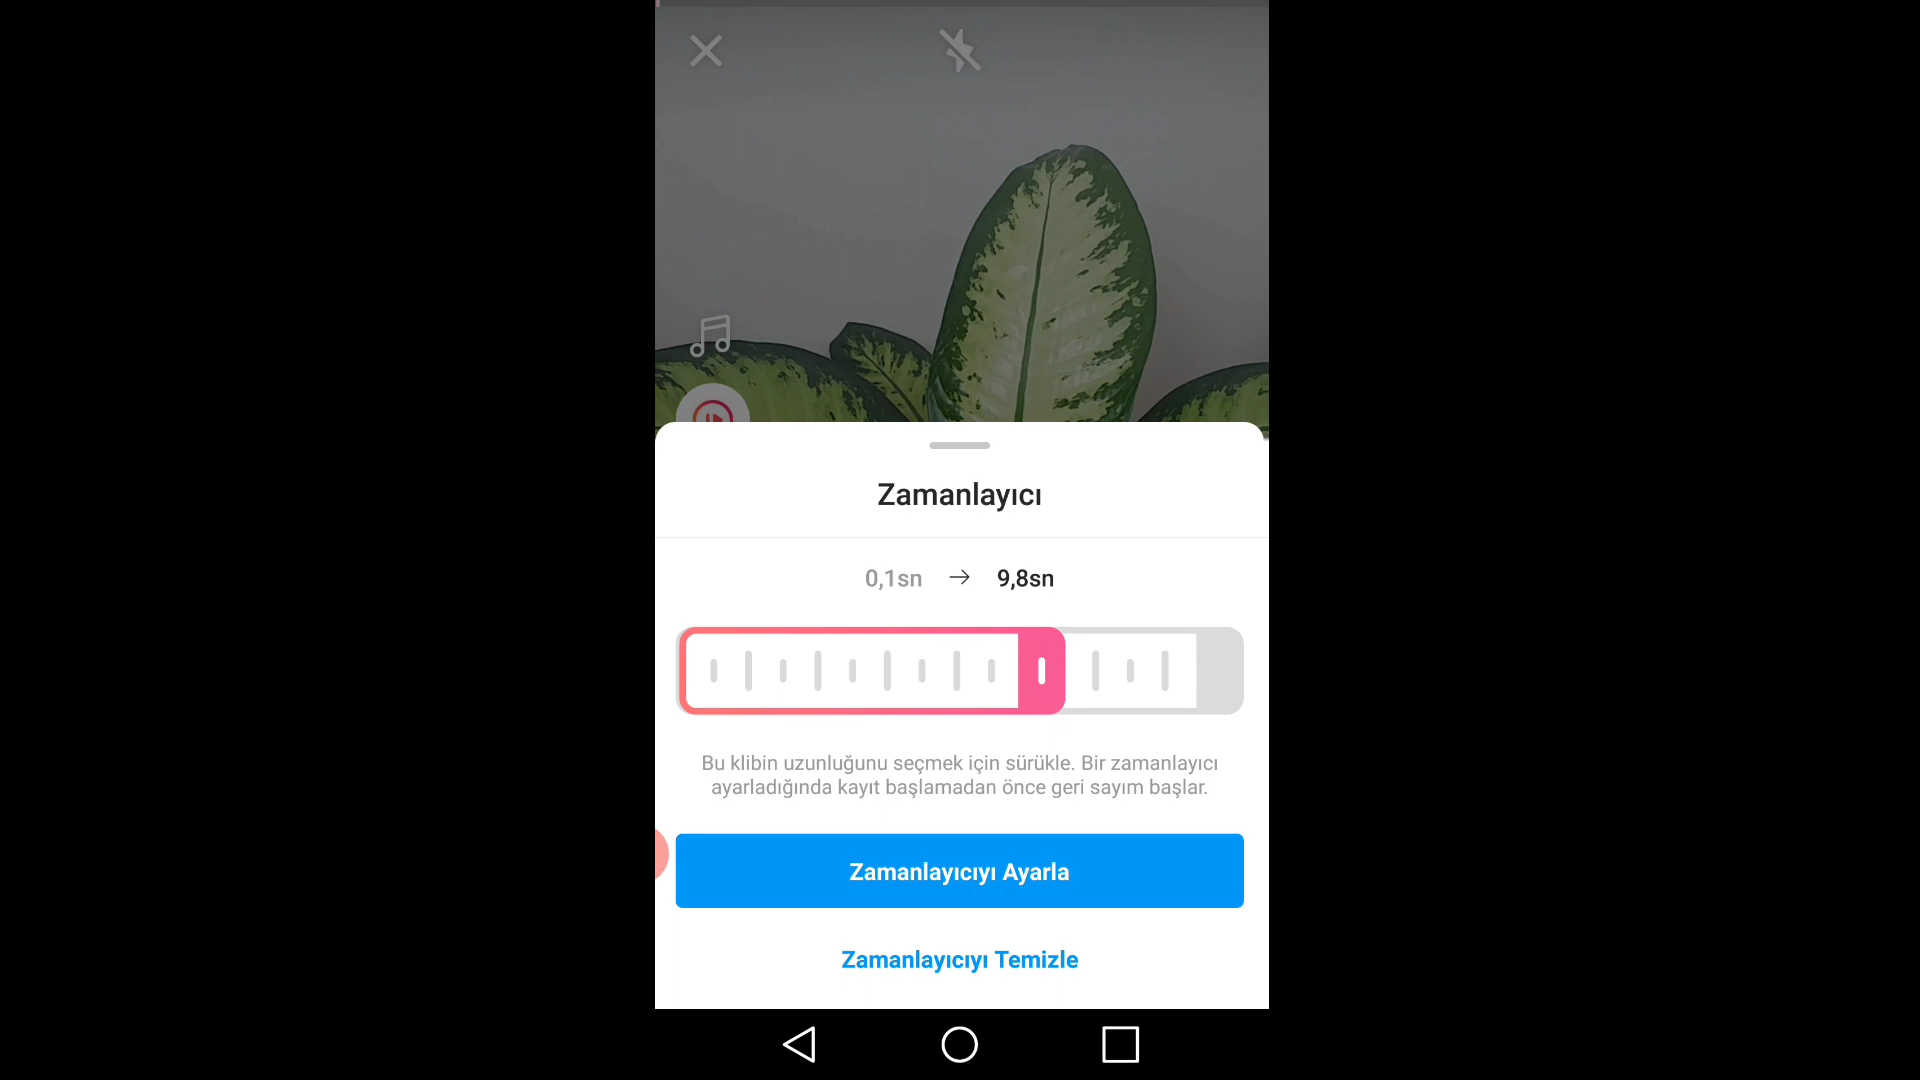 Zamanlayıcı
0,1sn → 9,8sn
Bu klibin uzunluğunu seçmek için sürükle. Bir zamanlayıcı
ayarladığında kayıt başlamadan önce geri sayım başlar.
Zamanlayıcıyı Ayarla
Zamanlayıcıyı Temizle